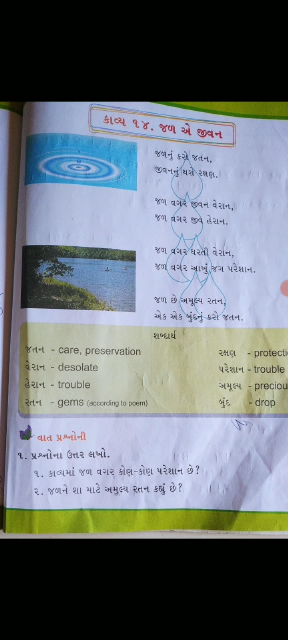 કાવ્ય ૧૪. જળ એ જીવન
જળનું કરો જતન,
જીવનનું થશે રક્ષણ.
જળ વગર જીવન વેરાન,
જળ વગર જીવ હેરાન.
જળ વગર ધરતી વેરાન,
જળ વગર આખું જગ પરેશાન.
જળ છે અમૂલ્ય રતન,
એક એક બુંદનું કરો જતન.
શબ્દાર્થ
જતન - care, preservation
રક્ષણ - protecti
વેરાન - desolate
પરેશાન - trouble
હેરાન - trouble
અમૂલ્ય - preciou
રતન - gems (according to poem)
બુંદ - drop
વાત પ્રશ્નોની
૧. પ્રશ્નોના ઉત્તર લખો.
૧. કાવ્યમાં જળ વગર કોણ-કોણ પરેશાન છે?
૨. જળને શા માટે અમૂલ્ય રતન કહ્યું છે?